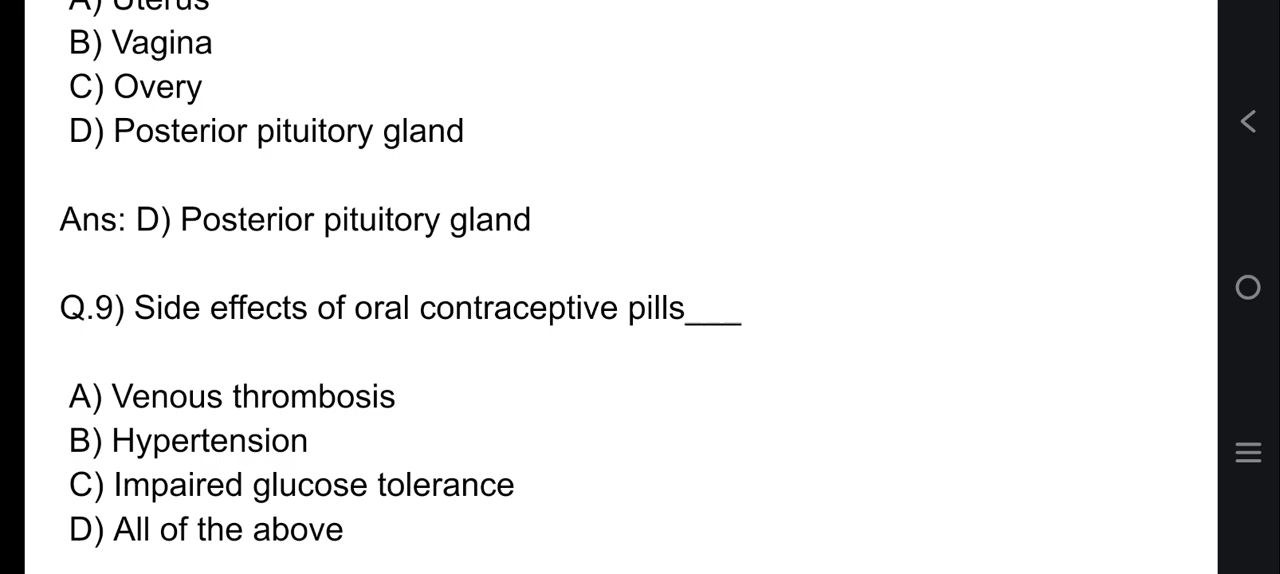 A) Uterus
B) Vagina
C) Overy
D) Posterior pituitory gland
Ans: D) Posterior pituitory gland
Q.9) Side effects of oral contraceptive pills___
A) Venous thrombosis
B) Hypertension
C) Impaired glucose tolerance
D) All of the above